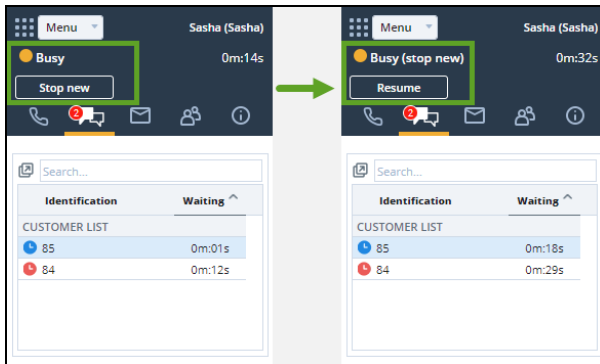 Menu Sasha (Sasha)
Busy 0m:14s
Stop new
2
Search...
Identification Waiting
CUSTOMER LIST
85 0m:01s
84 0m:12s
Menu Sasha (Sasha)
Busy (stop new) 0m:32s
Resume
2
Search...
Identification Waiting
CUSTOMER LIST
85 0m:18s
84 0m:29s